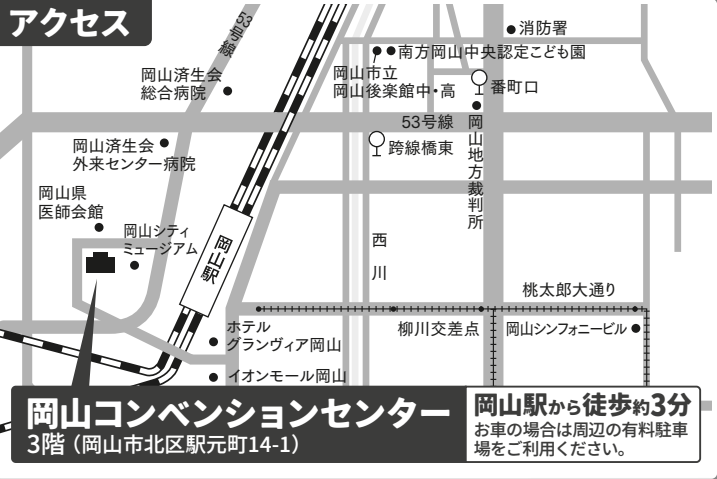 アクセス
53号線
消防署
南方岡山中央認定こども園
岡山市立
岡山後楽館中・高
番町口
岡山済生会
総合病院
53号線
岡山地方裁判所
岡山済生会
外来センター病院
跨線橋東
岡山県
医師会館
岡山シティ
ミュージアム
岡山駅
西川
桃太郎大通り
ホテル
グランヴィア岡山
柳川交差点
岡山シンフォニービル
イオンモール岡山
岡山コンベンションセンター
3階（岡山市北区駅元町14-1）
岡山駅から徒歩約3分
お車の場合は周辺の有料駐車
場をご利用ください。